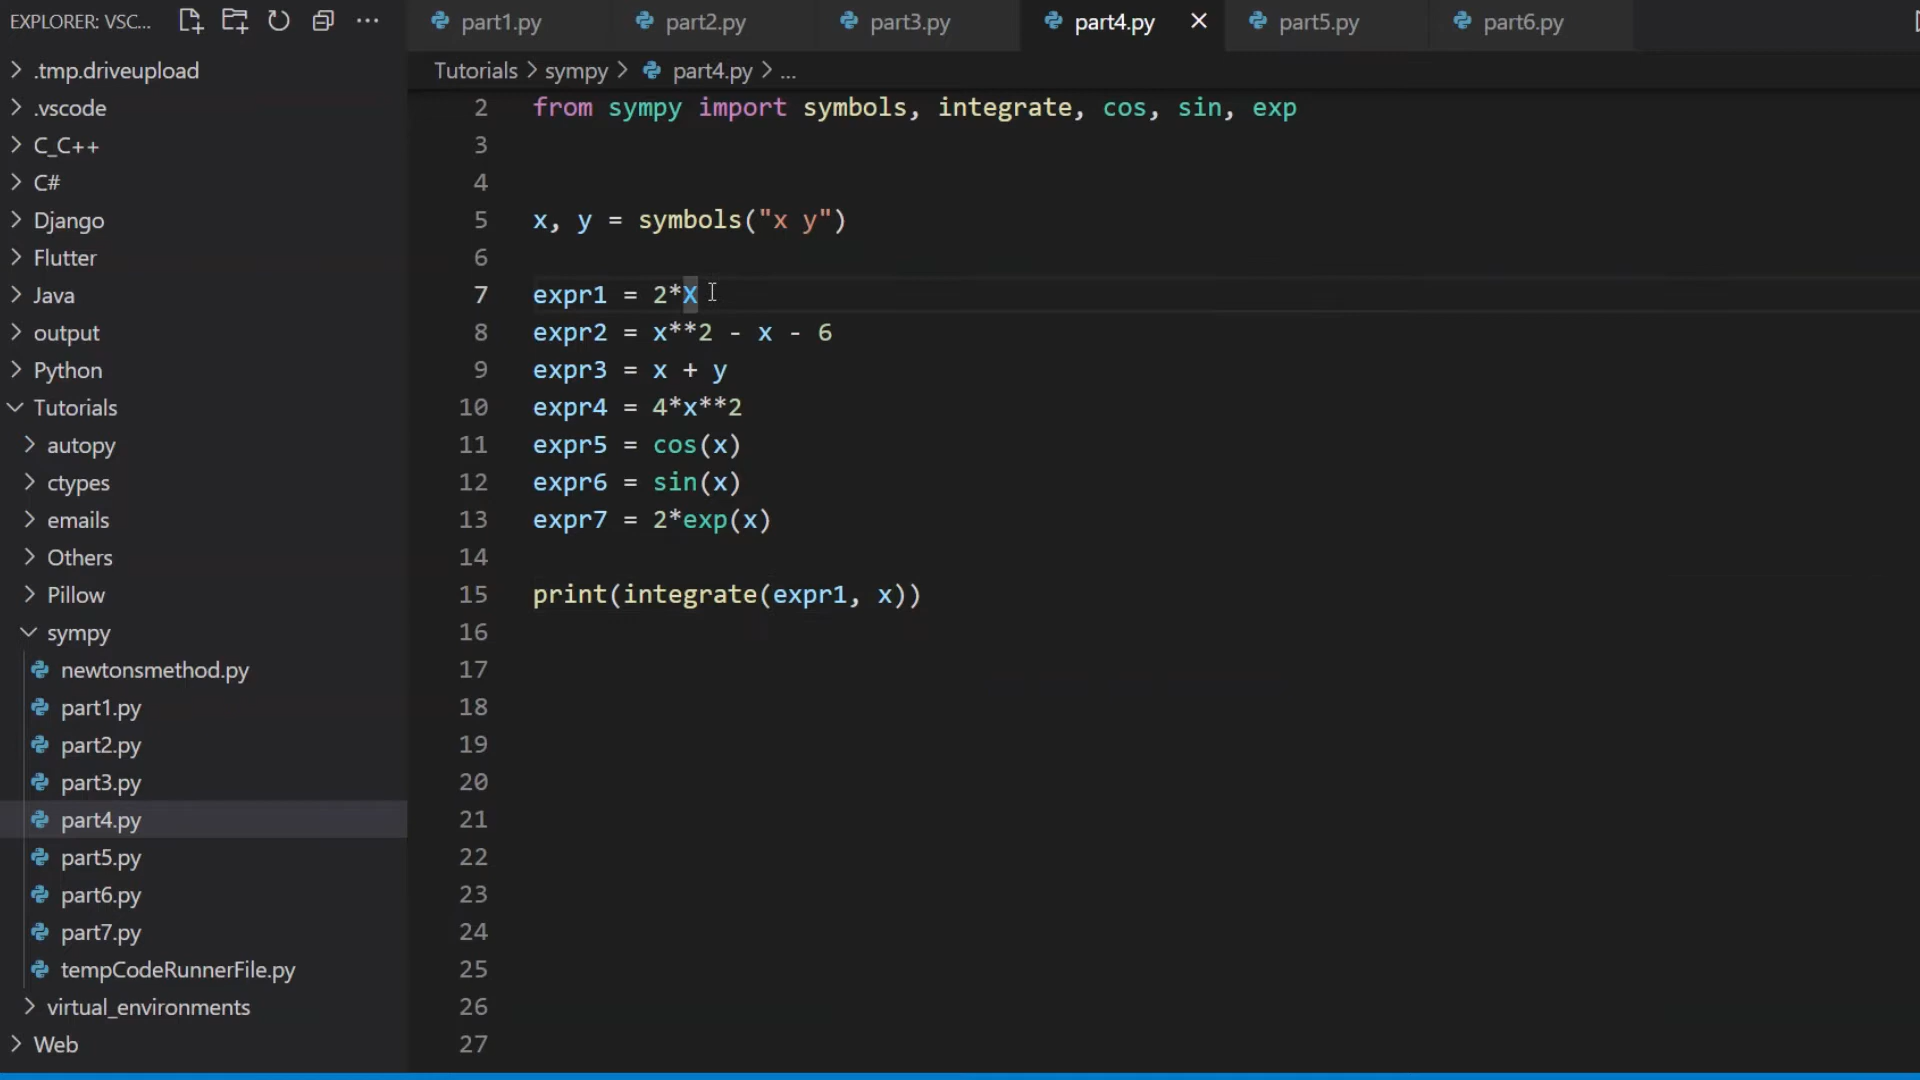 EXPLORER: VSC...
.tmp.driveupload
.vscode
C_C++
C#
Django
Flutter
Java
output
Python
Tutorials
autopy
ctypes
emails
Others
Pillow
sympy
newtonsmethod.py
part1.py
part2.py
part3.py
part4.py
part5.py
part6.py
part7.py
tempCodeRunnerFile.py
virtual_environments
Web
part1.py part2.py part3.py part4.py part5.py part6.py
Tutorials > sympy > part4.py > ...
2 from sympy import symbols, integrate, cos, sin, exp
3
4
5 x, y = symbols("x y")
6
7 expr1 = 2*x
8 expr2 = x**2 - x - 6
9 expr3 = x + y
10 expr4 = 4*x**2
11 expr5 = cos(x)
12 expr6 = sin(x)
13 expr7 = 2*exp(x)
14
15 print(integrate(expr1, x))
16
17
18
19
20
21
22
23
24
25
26
27